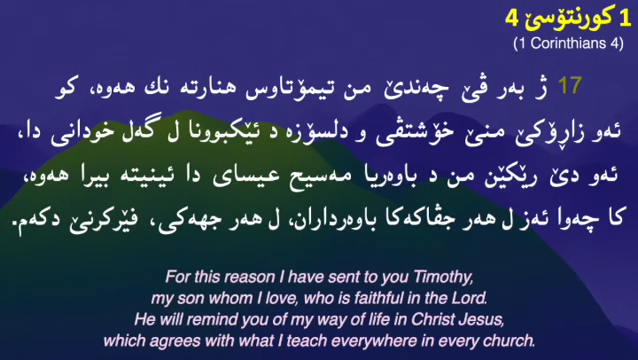 1 كورنتۆسێ 4
(1 Corinthians 4)
17 ژ بەر ڤێ چەندێ من تیمۆتاوس هنارتە نك هەوە، كو
ئەو زاڕۆكێ منێ خۆشتڤی و دلسۆزە د ئێكبوونا ل گەل خودانی دا،
ئەو دێ رێكێن من د باوەریا مەسیح عیسای دا ئینیتە بیرا هەوە،
كا چەوا ئەز ل هەر جڤاكەكا باوەرداران، ل هەر جهەكی، فێركرنێ دكەم.
For this reason I have sent to you Timothy,
my son whom I love, who is faithful in the Lord.
He will remind you of my way of life in Christ Jesus,
which agrees with what I teach everywhere in every church.